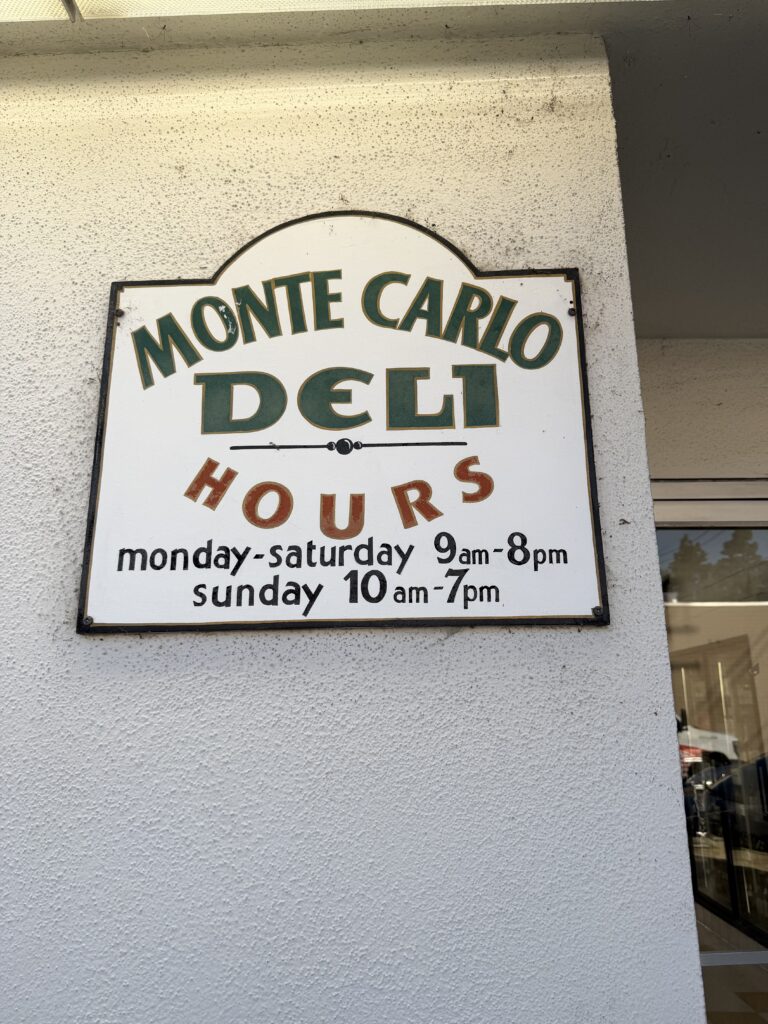 MONTE CARLO
DELI
HOURS
monday-saturday 9am-8pm
sunday 10am-7pm